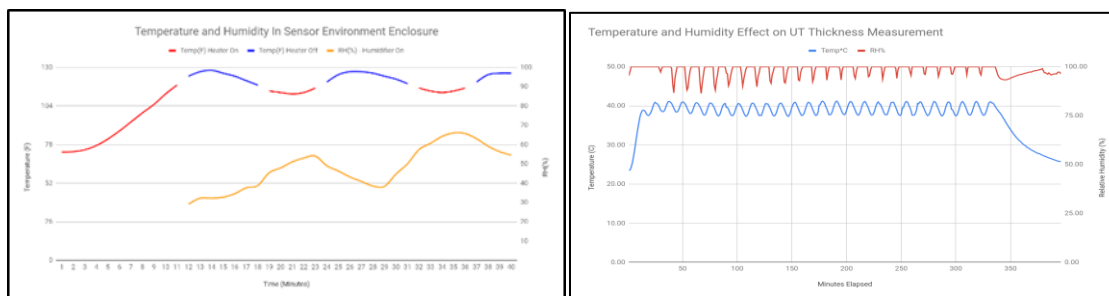 Temperature and Humidity In Sensor Environment Enclosure
Temp(F) Heater On Temp(F) Heater Off RH(%) - Humidifier On
130 100
90
104 80
70
78 60
50
52 40
30
26 20
10
0
Temperature (F)
RH(%)
1 2 3 4 5 6 7 8 9 10 11 12 13 14 15 16 17 18 19 20 21 22 23 24 25 26 27 28 29 30 31 32 33 34 35 36 37 38 39 40
Time (Minutes)
Temperature and Humidity Effect on UT Thickness Measurement
Temp*C RH%
50.00 100.00
40.00
75.00
30.00
50.00
20.00
25.00
10.00
0.00 0.00
Temperature (C)
Relative Humidity (%)
50 100 150 200 250 300 350
Minutes Elapsed